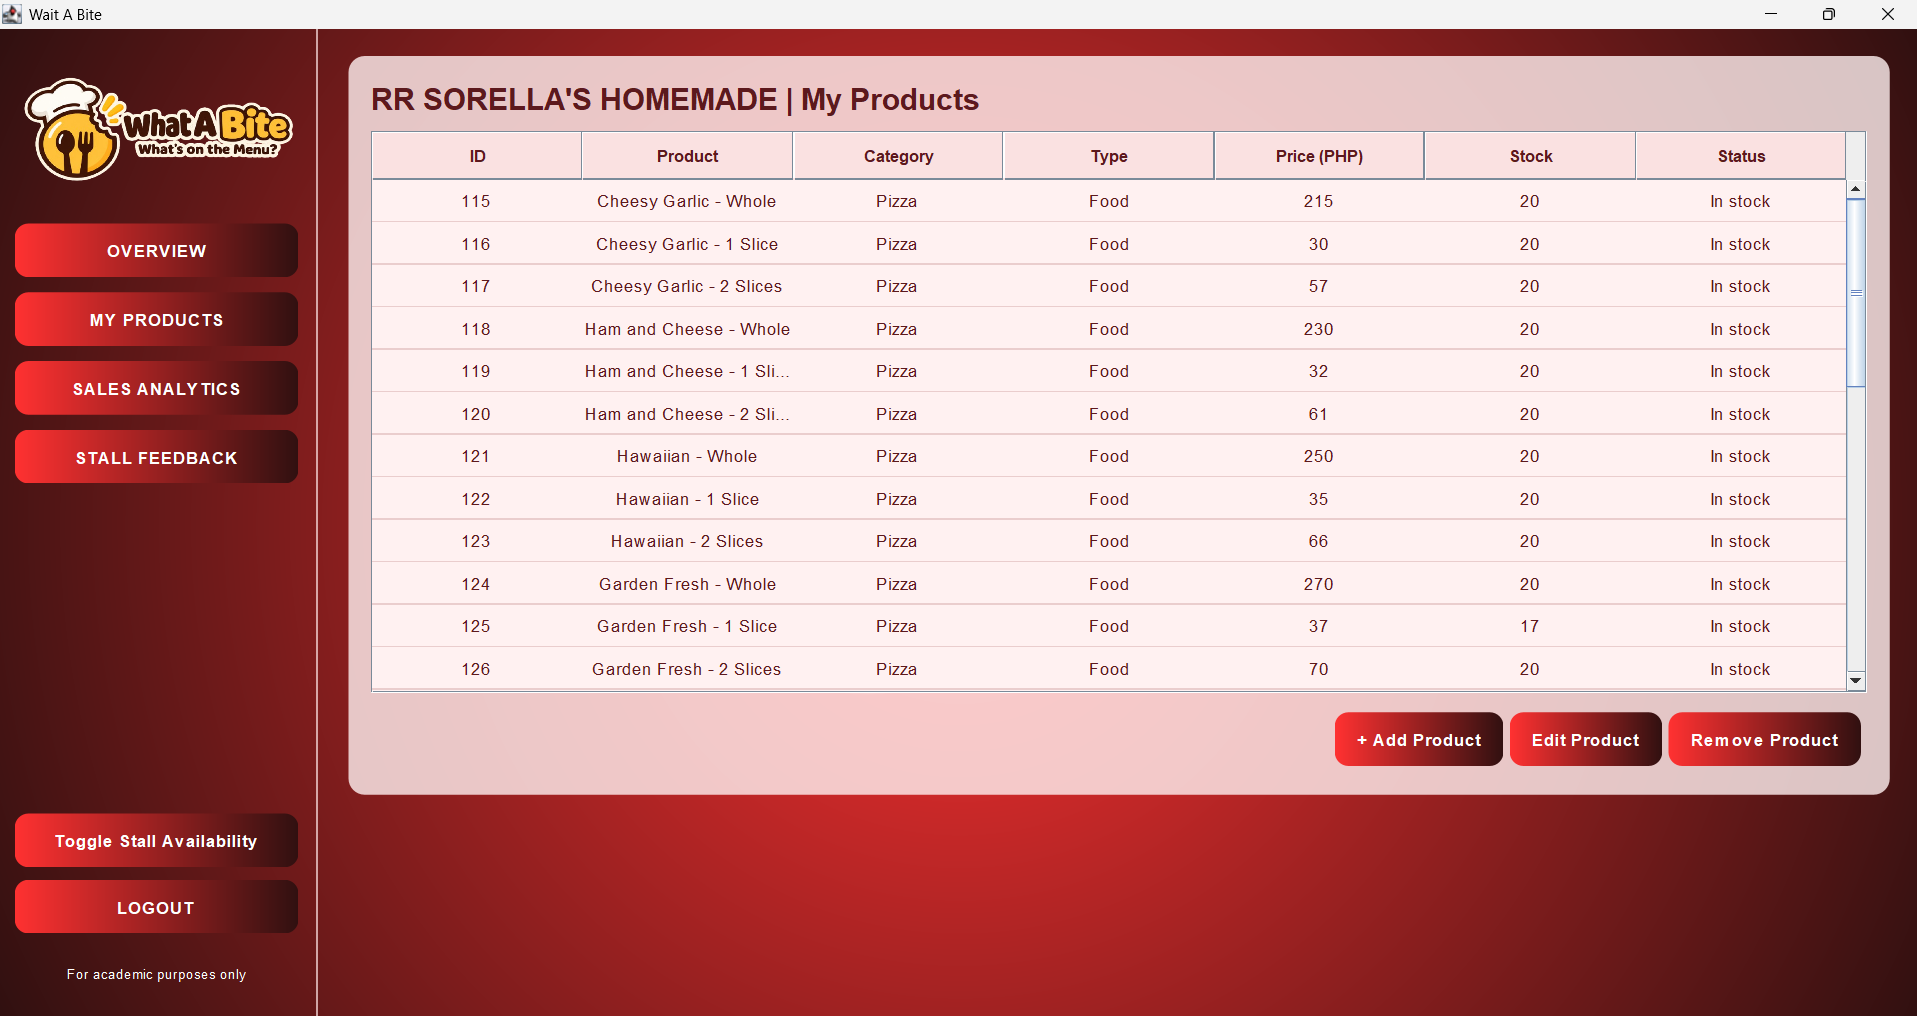 Wait A Bite
What A Bite
What's on the Menu?
OVERVIEW
MY PRODUCTS
SALES ANALYTICS
STALL FEEDBACK
Toggle Stall Availability
LOGOUT
For academic purposes only
RR SORELLA'S HOMEMADE | My Products
ID Product Category Type Price (PHP) Stock Status
115 Cheesy Garlic - Whole Pizza Food 215 20 In stock
116 Cheesy Garlic - 1 Slice Pizza Food 30 20 In stock
117 Cheesy Garlic - 2 Slices Pizza Food 57 20 In stock
118 Ham and Cheese - Whole Pizza Food 230 20 In stock
119 Ham and Cheese - 1 Sli... Pizza Food 32 20 In stock
120 Ham and Cheese - 2 Sli... Pizza Food 61 20 In stock
121 Hawaiian - Whole Pizza Food 250 20 In stock
122 Hawaiian - 1 Slice Pizza Food 35 20 In stock
123 Hawaiian - 2 Slices Pizza Food 66 20 In stock
124 Garden Fresh - Whole Pizza Food 270 20 In stock
125 Garden Fresh - 1 Slice Pizza Food 37 17 In stock
126 Garden Fresh - 2 Slices Pizza Food 70 20 In stock
+ Add Product Edit Product Remove Product